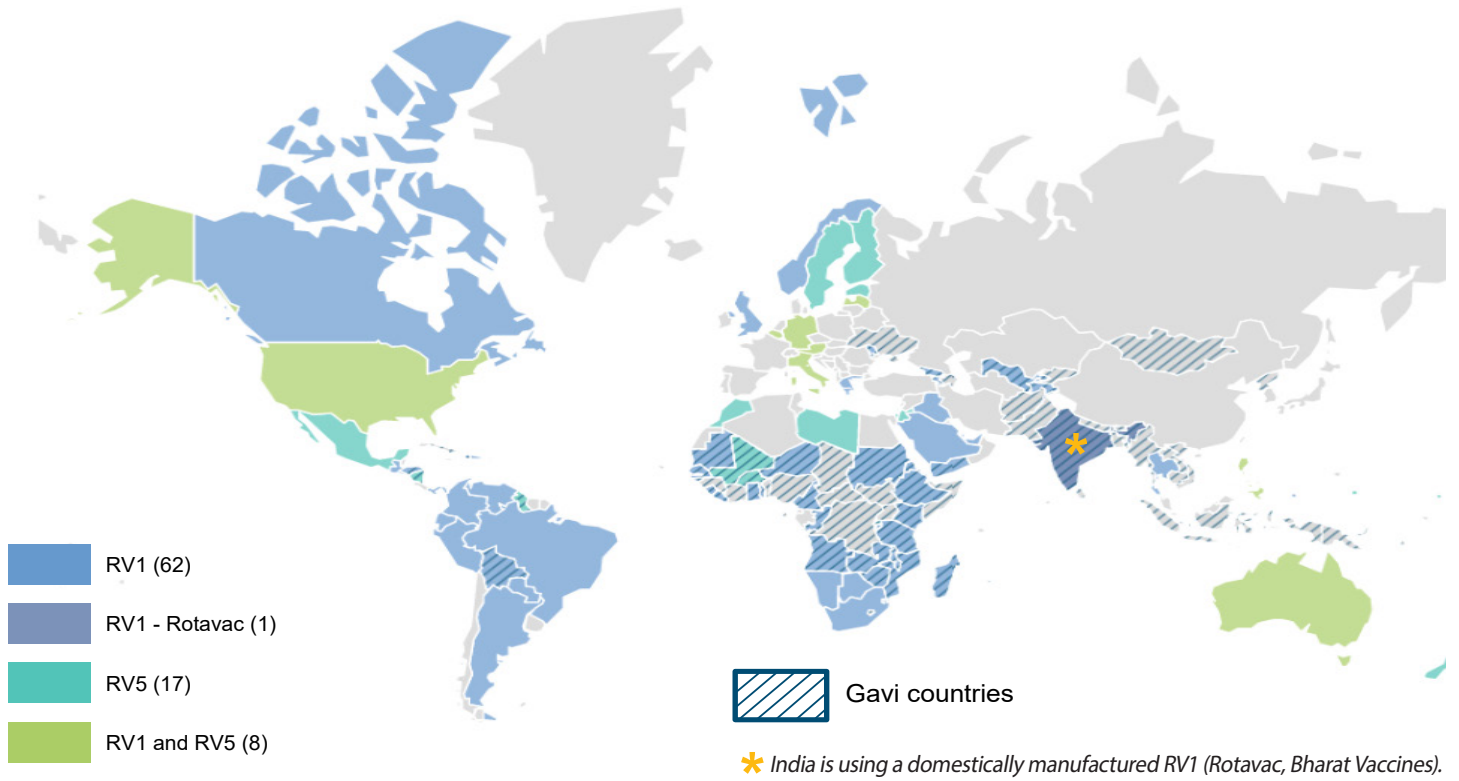 RV1 (62)
RV1 - Rotavac (1)
RV5 (17)
RV1 and RV5 (8)
Gavi countries
* India is using a domestically manufactured RV1 (Rotavac, Bharat Vaccines).
*